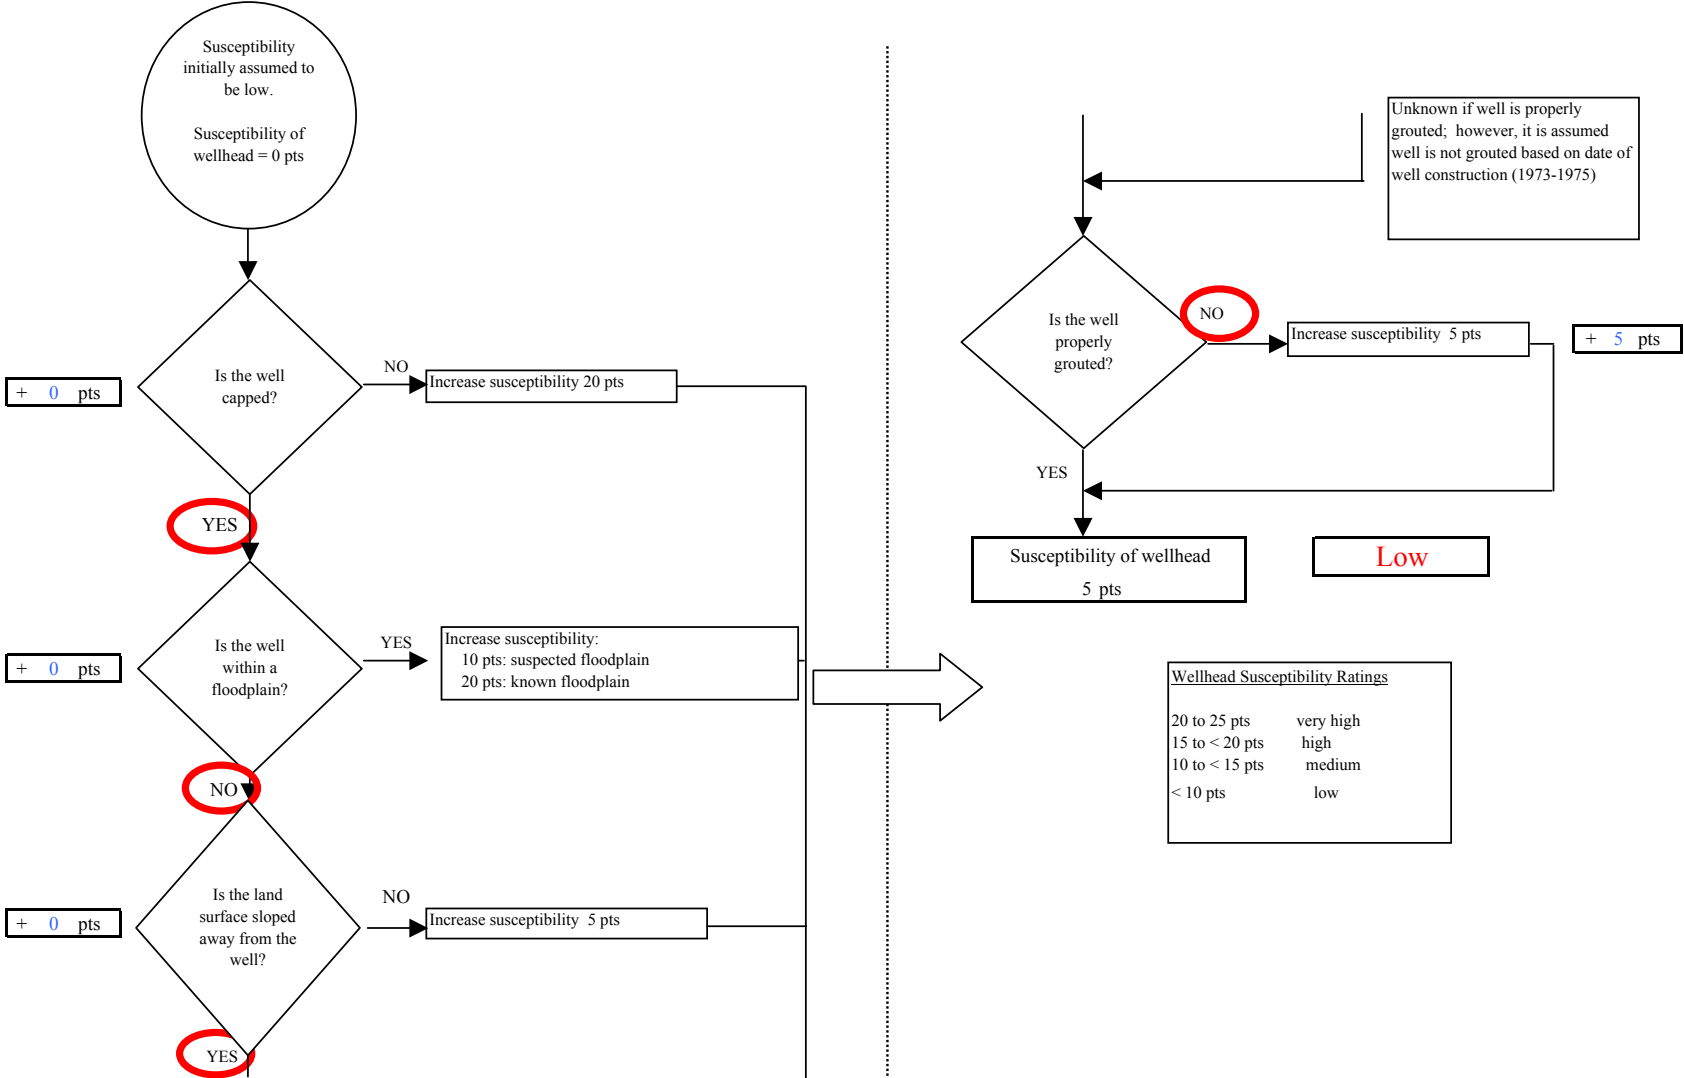 Susceptibility
initially assumed to
be low.
Susceptibility of
wellhead = 0 pts
Is the well
capped?
NO
Increase susceptibility 20 pts
+ 0 pts
YES
Is the well
within a
floodplain?
YES
Increase susceptibility:
10 pts: suspected floodplain
20 pts: known floodplain
+ 0 pts
NO
Is the land
surface sloped
away from the
well?
NO
Increase susceptibility 5 pts
+ 0 pts
YES
Unknown if well is properly
grouted; however, it is assumed
well is not grouted based on date of
well construction (1973-1975)
Is the well
properly
grouted?
NO
Increase susceptibility 5 pts
+ 5 pts
YES
Susceptibility of wellhead
5 pts
Low
Wellhead Susceptibility Ratings
20 to 25 pts very high
15 to < 20 pts high
10 to < 15 pts medium
< 10 pts low